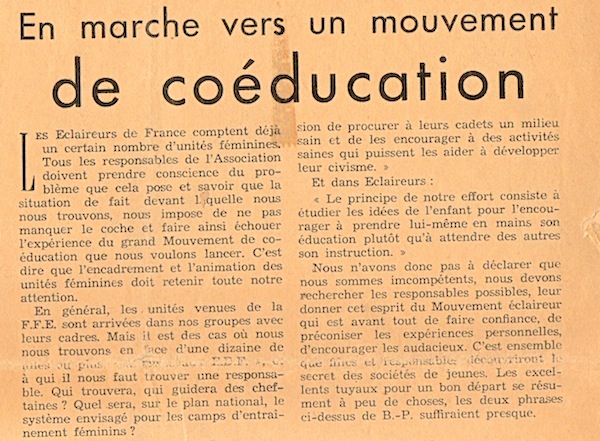 En marche vers un mouvement
de coéducation
LES Eclaireurs de France comptent déjà
un certain nombre d'unités féminines.
Tous les responsables de l'Association
doivent prendre conscience du pro-
blème que cela pose et savoir que la
situation de fait devant l'quelle nous
nous trouvons, nous impose de ne pas
manquer le coche et faire ainsi échouer
l'expérience du grand Mouvement de co-
éducation que nous voulons lancer. C'est
dire que l'encadrement et l'animation des
unités féminines doit retenir toute notre
attention.
En général, les unités venues de la
F.F.E. sont arrivées dans nos groupes avec
leurs cadres. Mais il est des cas où nous
nous trouvons en face d'une dizaine de
ou plus
à qui il nous faut trouver une responsa-
ble. Qui trouvera, qui guidera des chef-
taines ? Quel sera, sur le plan national, le
système envisagé pour les camps d'entraî-
nement féminins ?
sion de procurer à leurs cadets un milieu
sain et de les encourager à des activités
saines qui puissent les aider à développer
leur civisme. »
Et dans Eclaireurs :
« Le principe de notre effort consiste à
étudier les idées de l'enfant pour l'encou-
rager à prendre lui-même en mains son
éducation plutôt qu'à attendre des autres
son instruction. »
Nous n'avons donc pas à déclarer que
nous sommes incompétents, nous devons
rechercher les responsables possibles, leur
donner cet esprit du Mouvement éclaireur
qui est avant tout de faire confiance, de
préconiser les expériences personnelles,
d'encourager les audacieux. C'est ensemble
que filles et responsables découvriront le
secret des sociétés de jeunes. Les excel-
lents tuyaux pour un bon départ se résu-
ment à peu de choses, les deux phrases
ci-dessus de B.-P. suffiraient presque.